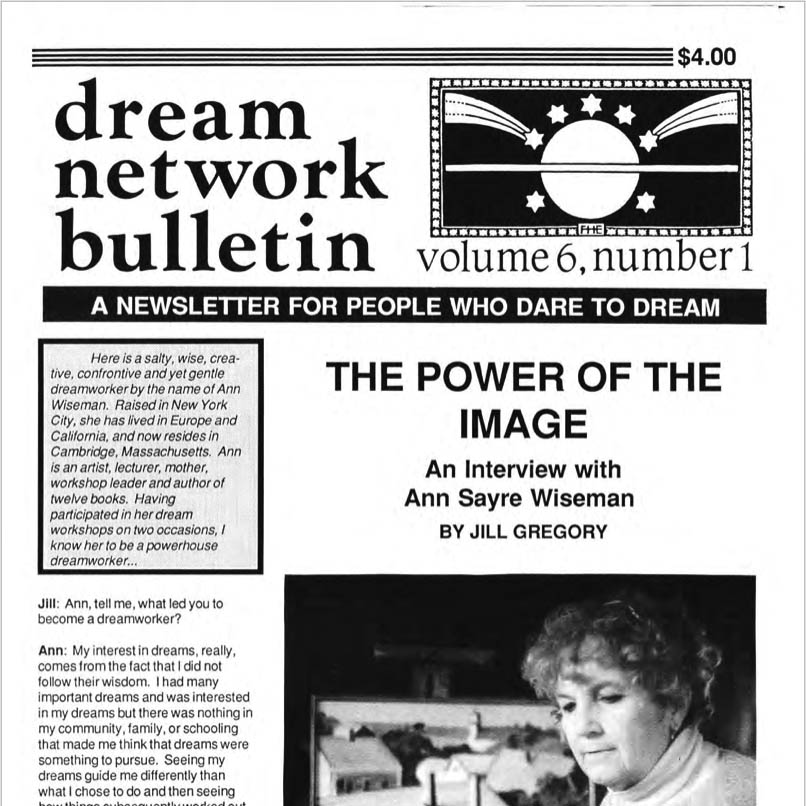 $4.00
dream
network
bulletin
FHE
volume 6, number 1
A NEWSLETTER FOR PEOPLE WHO DARE TO DREAM
Here is a salty, wise, crea-
tive, confrontive and yet gentle
dreamworker by the name of Ann
Wiseman. Raised in New York
City, she has lived in Europe and
California, and now resides in
Cambridge, Massachusetts. Ann
is an artist, lecturer, mother,
workshop leader and author of
twelve books. Having
participated in her dream
workshops on two occasions, I
know her to be a powerhouse
dreamworker...
THE POWER OF THE
IMAGE
An Interview with
Ann Sayre Wiseman
BY JILL GREGORY
Jill: Ann, tell me, what led you to
become a dreamworker?
Ann: My interest in dreams, really,
comes from the fact that I did not
follow their wisdom. I had many
important dreams and was interested
in my dreams but there was nothing in
my community, family, or schooling
that made me think that dreams were
something to pursue. Seeing my
dreams guide me differently than
what I chose to do and then seeing
how things subsequently worked out